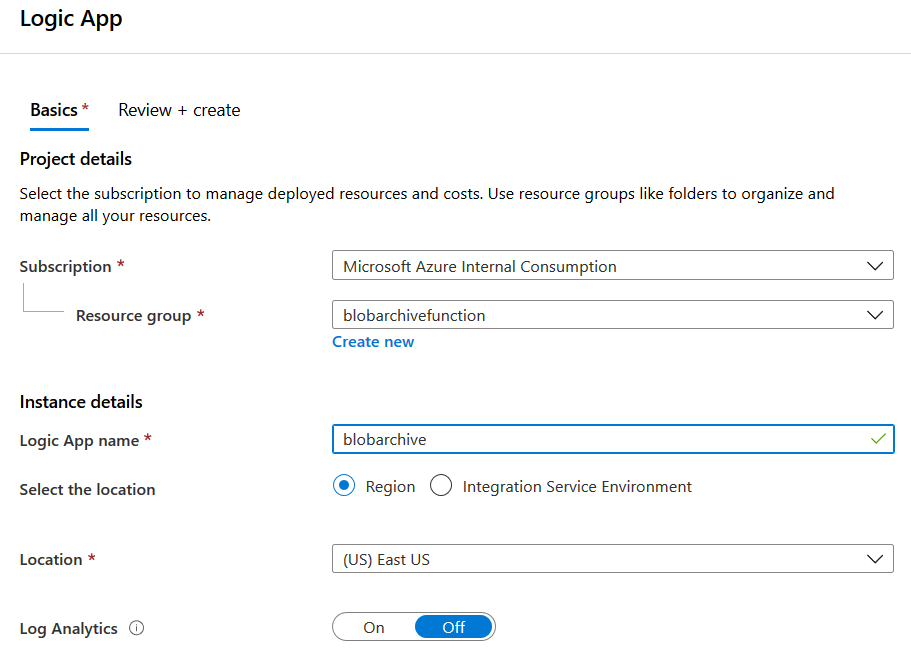 Logic App
Basics * Review + create
Project details
Select the subscription to manage deployed resources and costs. Use resource groups like folders to organize and
manage all your resources.
Subscription * Microsoft Azure Internal Consumption
Resource group * blobarchivefunction
Create new
Instance details
Logic App name * blobarchive
Select the location Region Integration Service Environment
Location * (US) East US
Log Analytics On Off